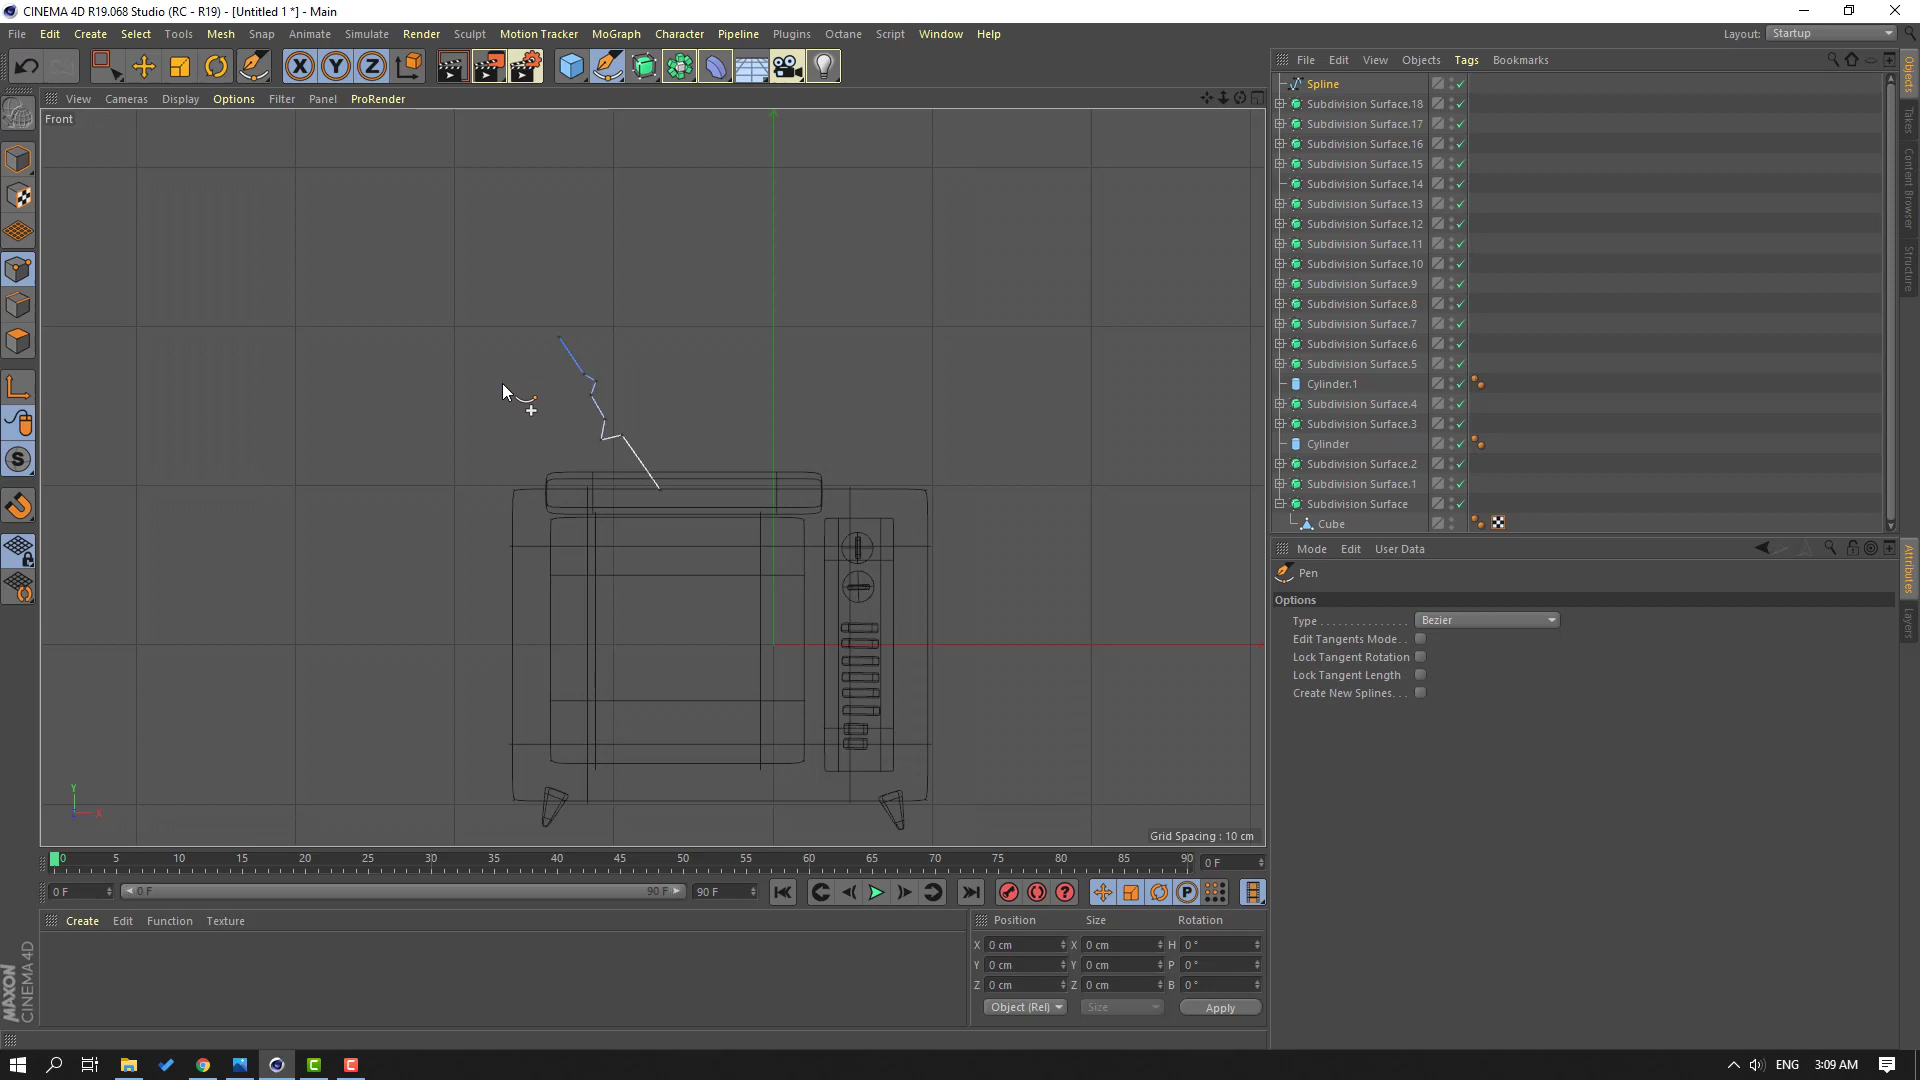 CINEMA 4D R19.068 Studio (RC - R19) - [Untitled 1 *] - Main
File Edit Create Select Tools Mesh Snap Animate Simulate Render Sculpt Motion Tracker MoGraph Character Pipeline Plugins Octane Script Window Help
Layout: Startup
X Y Z
File Edit View Objects Tags Bookmarks
View Cameras Display Options Filter Panel ProRender
Front
Spline
Subdivision Surface.18
Subdivision Surface.17
Subdivision Surface.16
Subdivision Surface.15
Subdivision Surface.14
Subdivision Surface.13
Subdivision Surface.12
Subdivision Surface.11
Subdivision Surface.10
Subdivision Surface.9
Subdivision Surface.8
Subdivision Surface.7
Subdivision Surface.6
Subdivision Surface.5
Cylinder.1
Subdivision Surface.4
Subdivision Surface.3
Cylinder
Subdivision Surface.2
Subdivision Surface.1
Subdivision Surface
Cube
Objects
Takes
Content Browser
Structure
Mode Edit User Data
Pen
Options
Type Bezier
Edit Tangents Mode
Lock Tangent Rotation
Lock Tangent Length
Create New Splines
Attributes
Layers
S
Y
X
Grid Spacing : 10 cm
0 5 10 15 20 25 30 35 40 45 50 55 60 65 70 75 80 85 90 0 F
0 F 0 F 90 F 90 F P
Create Edit Function Texture
Position Size Rotation
X 0 cm X 0 cm H 0 °
Y 0 cm Y 0 cm P 0 °
Z 0 cm Z 0 cm B 0 °
Object (Rel) Size Apply
MAXON
CINEMA 4D
ENG 3:09 AM